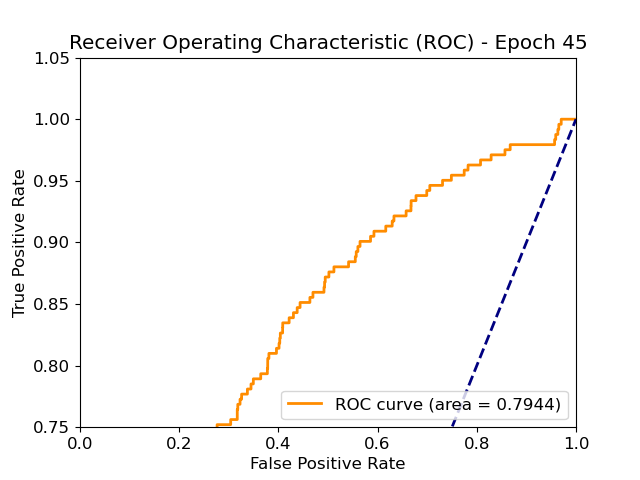 Receiver Operating Characteristic (ROC) - Epoch 45
1.05
1.00
0.95
0.90
0.85
0.80
0.75
True Positive Rate
ROC curve (area = 0.7944)
0.0 0.2 0.4 0.6 0.8 1.0
False Positive Rate